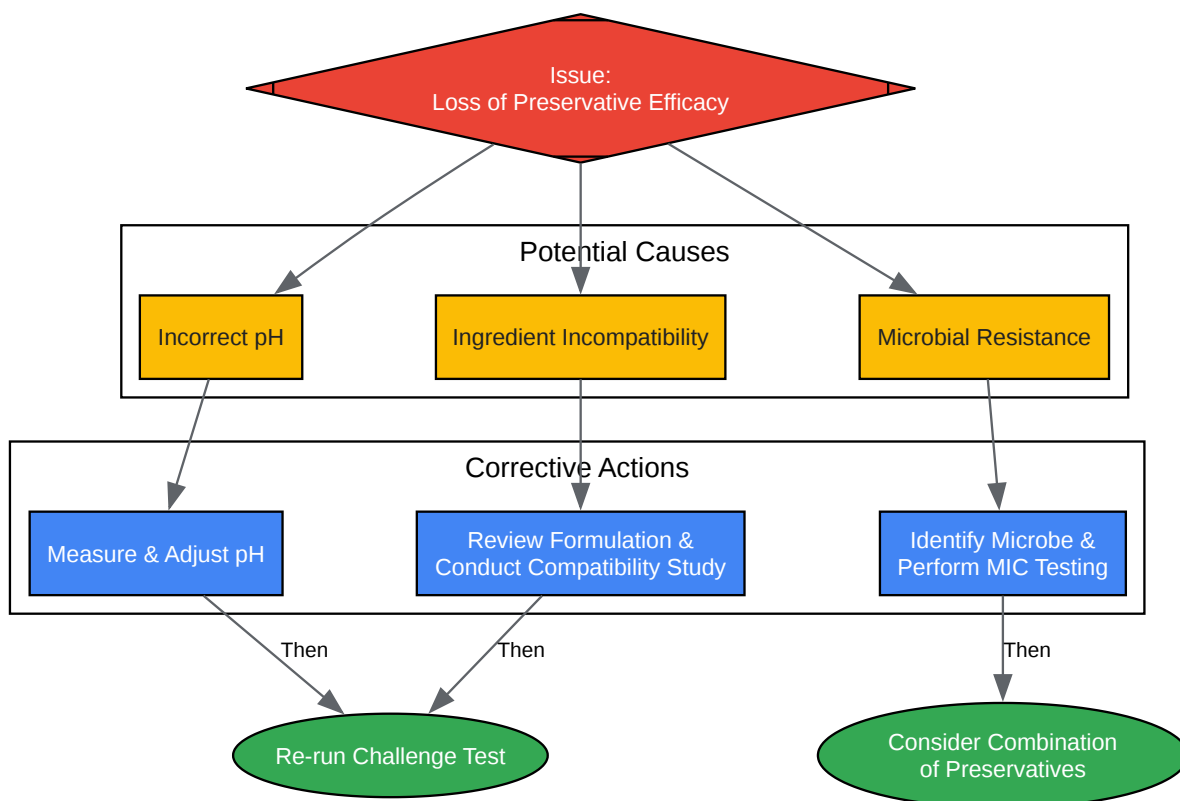 Issue:
Loss of Preservative Efficacy
Potential Causes
Incorrect pH
Ingredient Incompatibility
Microbial Resistance
Corrective Actions
Measure & Adjust pH
Review Formulation &
Conduct Compatibility Study
Identify Microbe &
Perform MIC Testing
Then
Then
Then
Re-run Challenge Test
Consider Combination
of Preservatives